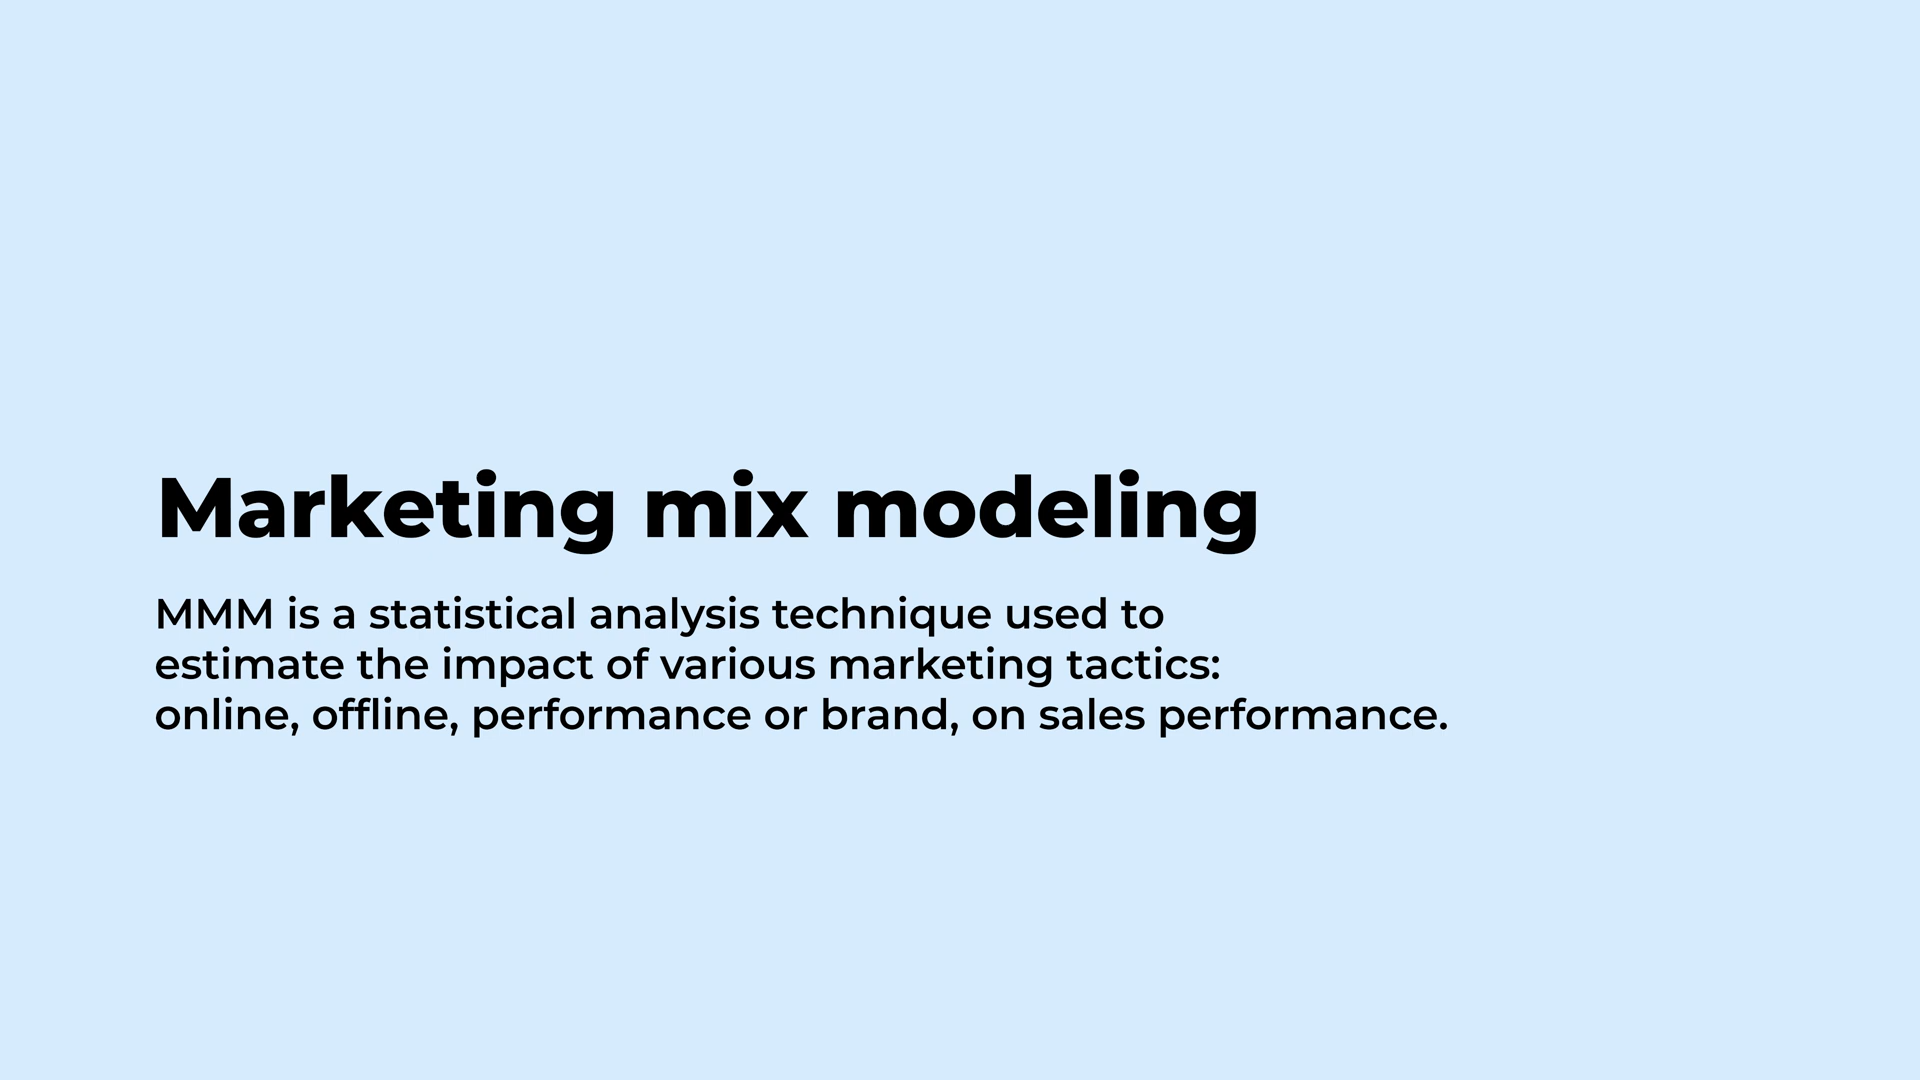 Marketing mix modeling
MMM is a statistical analysis technique used to
estimate the impact of various marketing tactics:
online, offline, performance or brand, on sales performance.